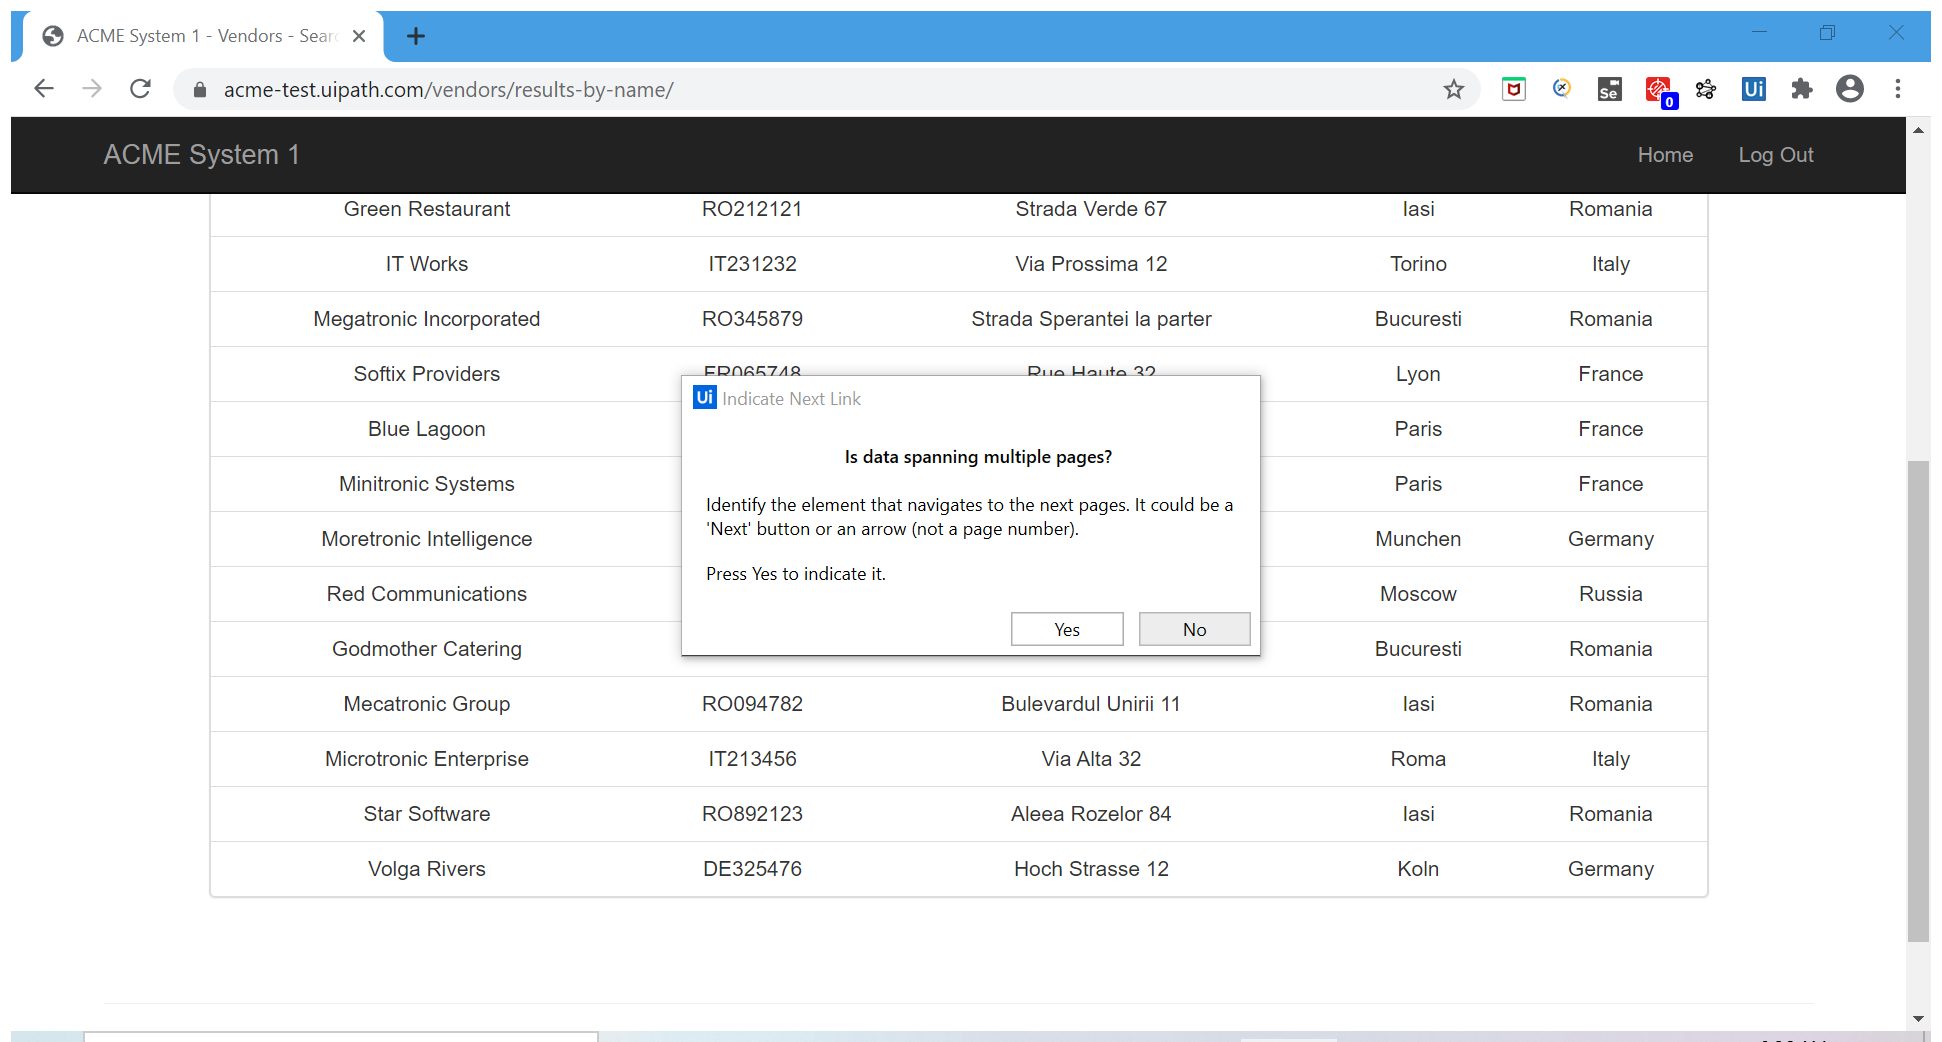 ACME System 1 - Vendors - Sear
acme-test.uipath.com/vendors/results-by-name/
Se
0
Ui
ACME System 1 Home Log Out
Green Restaurant RO212121 Strada Verde 67 Iasi Romania
IT Works IT231232 Via Prossima 12 Torino Italy
Megatronic Incorporated RO345879 Strada Sperantei la parter Bucuresti Romania
Softix Providers FR065748 Rue Haute 32 Lyon France
Blue Lagoon Paris France
Minitronic Systems Paris France
Moretronic Intelligence Munchen Germany
Red Communications Moscow Russia
Godmother Catering Bucuresti Romania
Mecatronic Group RO094782 Bulevardul Unirii 11 Iasi Romania
Microtronic Enterprise IT213456 Via Alta 32 Roma Italy
Star Software RO892123 Aleea Rozelor 84 Iasi Romania
Volga Rivers DE325476 Hoch Strasse 12 Koln Germany
Ui Indicate Next Link
Is data spanning multiple pages?
Identify the element that navigates to the next pages. It could be a
'Next' button or an arrow (not a page number).
Press Yes to indicate it.
Yes No